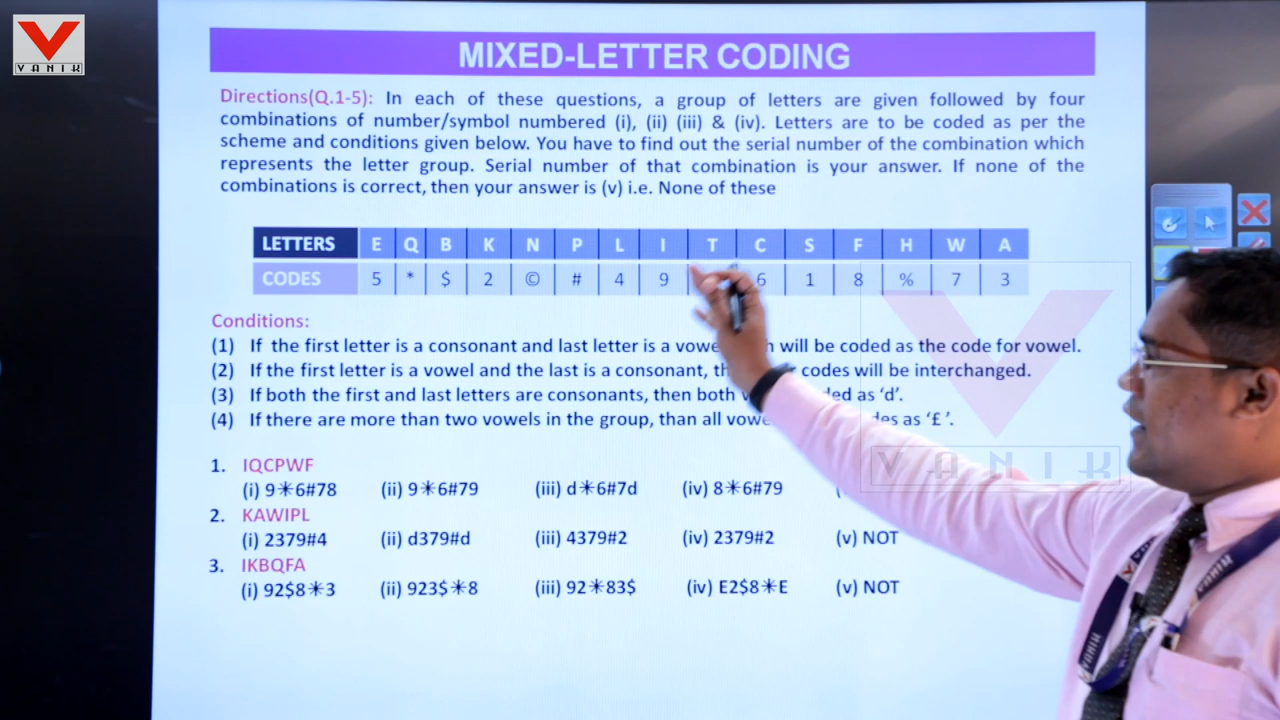 VANIK
MIXED-LETTER CODING
Directions(Q.1-5): In each of these questions, a group of letters are given followed by four
combinations of number/symbol numbered (i), (ii) (iii) & (iv). Letters are to be coded as per the
scheme and conditions given below. You have to find out the serial number of the combination which
represents the letter group. Serial number of that combination is your answer. If none of the
combinations is correct, then your answer is (v) i.e. None of these
LETTERS E Q B K N P L I T C S F H W A
CODES 5 * $ 2 © # 4 9 6 1 8 % 7 3
Conditions:
(1) If the first letter is a consonant and last letter is a will be coded as the code for vowel.
(2) If the first letter is a vowel and the last is a consonant, codes will be interchanged.
(3) If both the first and last letters are consonants, then both as 'd'.
(4) If there are more than two vowels in the group, than all as '£ '.
1. IQCPWF
(i) 9*6#78 (ii) 9*6#79 (iii) d*6#7d (iv) 8*6#79
2. KAWIPL
(i) 2379#4 (ii) d379#d (iii) 4379#2 (iv) 2379#2 (v) NOT
3. IKBQFA
(i) 92$8*3 (ii) 923$*8 (iii) 92*83$ (iv) E2$8*E (v) NOT
VANIK
VANIK
VANIK